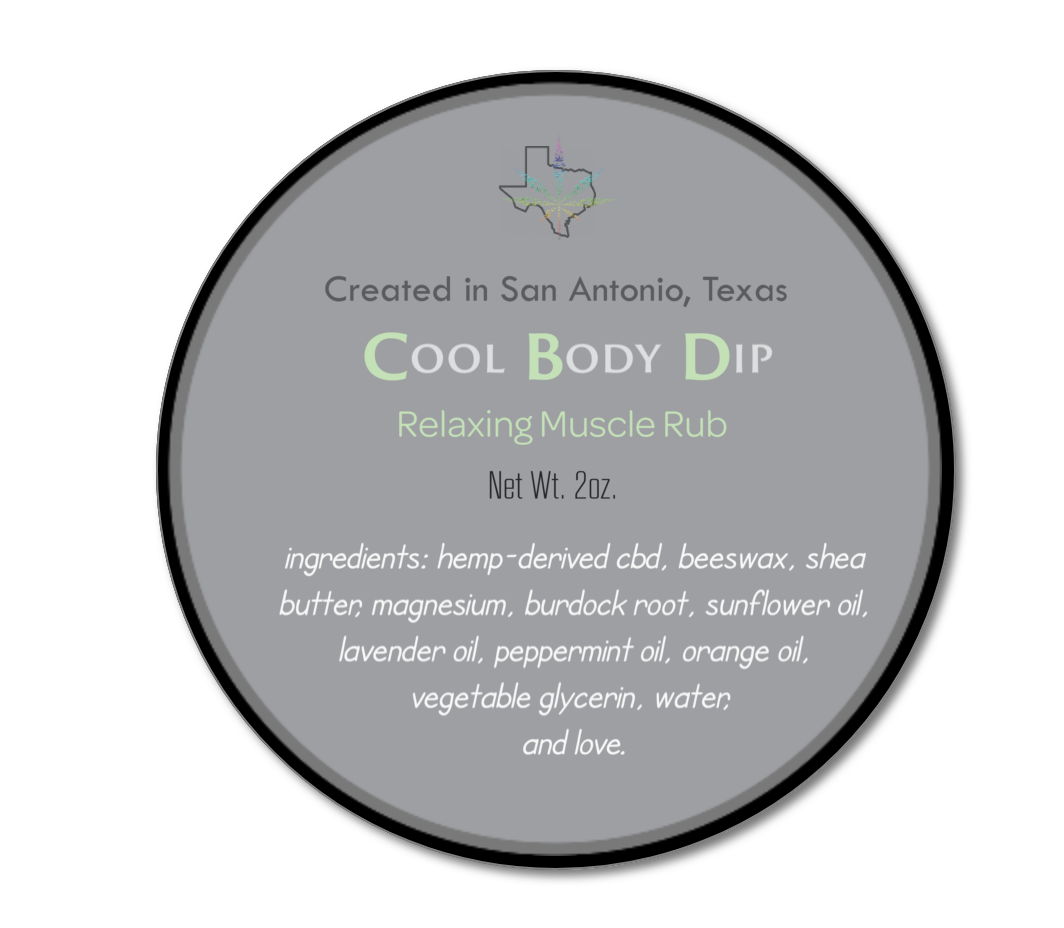 Created in San Antonio, Texas
Cool Body Dip
Relaxing Muscle Rub
Net Wt. 2oz.
ingredients: hemp-derived cbd, beeswax, shea
butter, magnesium, burdock root, sunflower oil,
lavender oil, peppermint oil, orange oil,
vegetable glycerin, water,
and love.